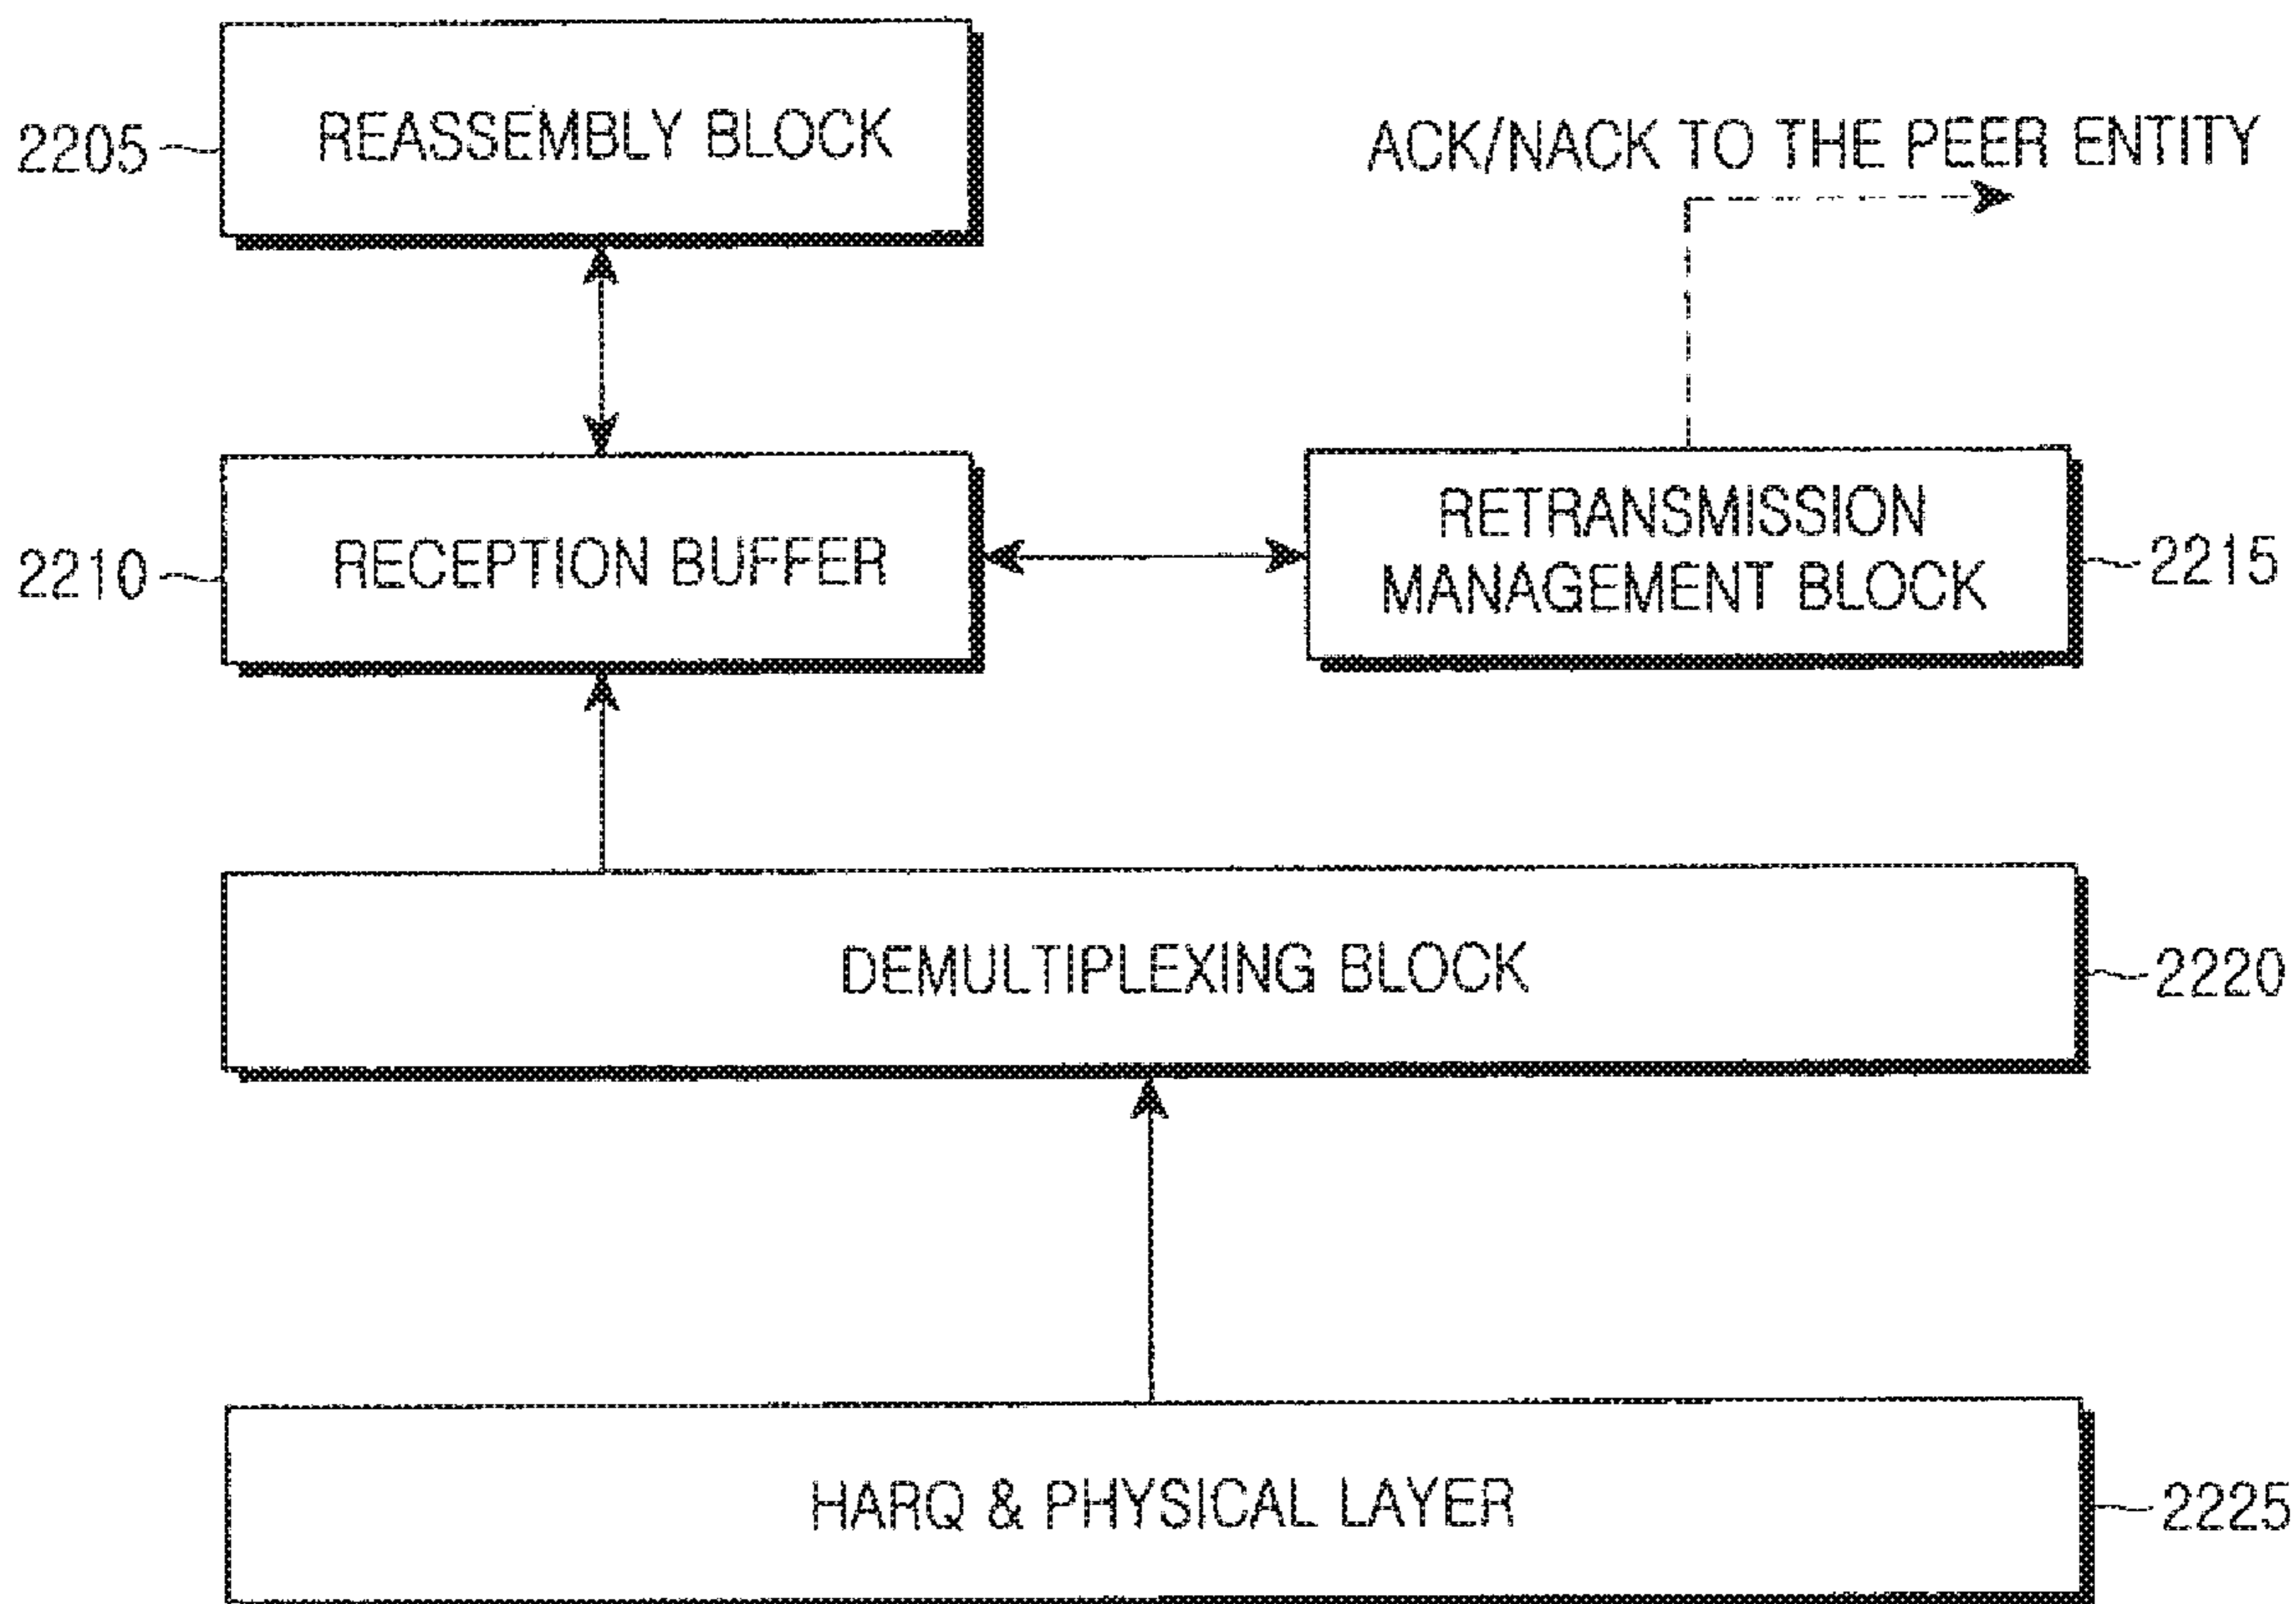 REASSEMBLY BLOCK
2205
ACK/NACK TO THE PEER ENTITY
2210
RECEPTION BUFFER
RETRANSMISSION
MANAGEMENT BLOCK
2215
DEMULTIPLEXING BLOCK
2220
HARQ & PHYSICAL LAYER
2225